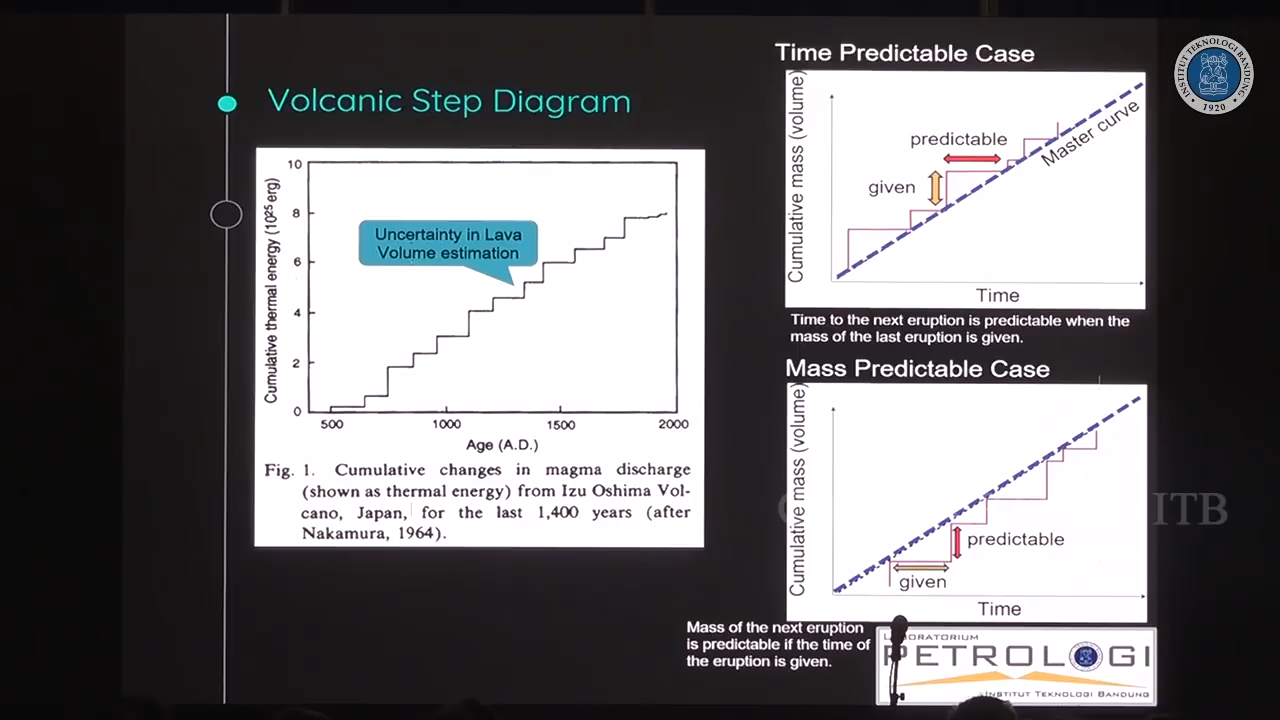 Volcanic Step Diagram
Cumulative thermal energy (10²⁵ erg)
10
8
6
4
2
0
Uncertainty in Lava
Volume estimation
500 1000 1500 2000
Age (A.D.)
Fig. 1. Cumulative changes in magma discharge
(shown as thermal energy) from Izu Oshima Vol-
cano, Japan, for the last 1,400 years (after
Nakamura, 1964).
Time Predictable Case
Cumulative mass (volume)
predictable
given
Master curve
Time
Time to the next eruption is predictable when the
mass of the last eruption is given.
Mass Predictable Case
Cumulative mass (volume)
predictable
given
Time
Mass of the next eruption
is predictable if the time of
the eruption is given.
PETROLOGI
INSTITUT TEKNOLOGI BANDUNG
INSTITUT TEKNOLOGI BANDUNG
1920
ITB